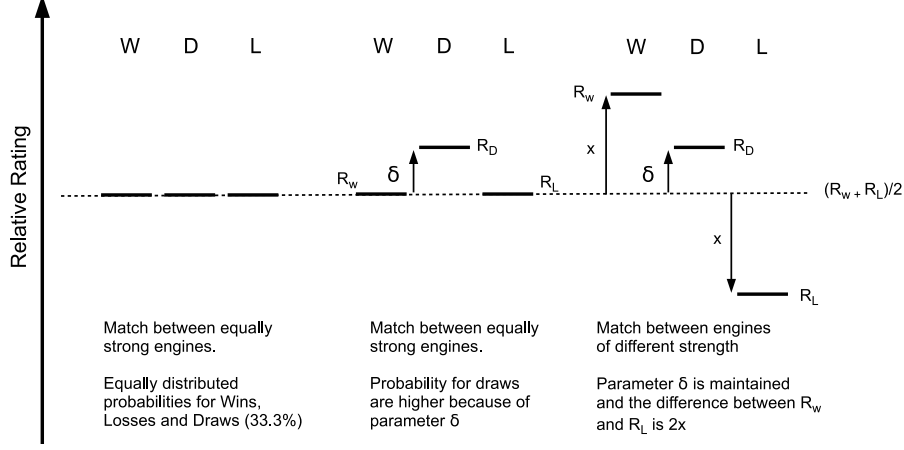 W D L
W D L
W D L
Relative Rating
R_W
R_D
δ
R_W
R_L
x
δ
R_D
(R_W + R_L)/2
x
R_L
Match between equally
strong engines.
Equally distributed
probabilities for Wins,
Losses and Draws (33.3%)
Match between equally
strong engines.
Probability for draws
are higher because of
parameter δ
Match between engines
of different strength
Parameter δ is maintained
and the difference between R_W
and R_L is 2x